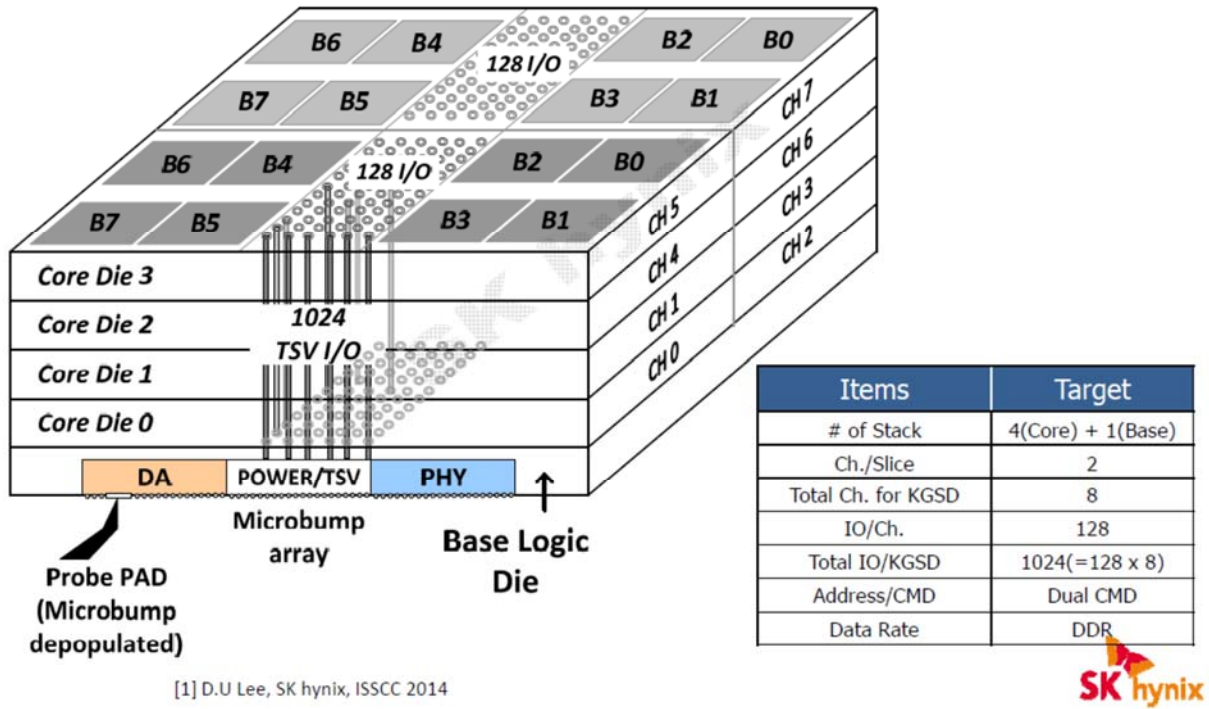 B6 B4 128 I/O B2 B0
B7 B5 B3 B1 CH 7
B6 B4 128 I/O B2 B0 CH 6
B7 B5 B3 B1 CH 5 CH 3
CH 4 CH 2
Core Die 3
CH 1
Core Die 2 1024
TSV I/O
CH 0
Core Die 1
Core Die 0
DA POWER/TSV PHY
Microbump
array
Base Logic
Die
Probe PAD
(Microbump
depopulated)
SK hynix
Items Target
# of Stack 4(Core) + 1(Base)
Ch./Slice 2
Total Ch. for KGSD 8
IO/Ch. 128
Total IO/KGSD 1024(=128 x 8)
Address/CMD Dual CMD
Data Rate DDR
[1] D.U Lee, SK hynix, ISSCC 2014
SK hynix